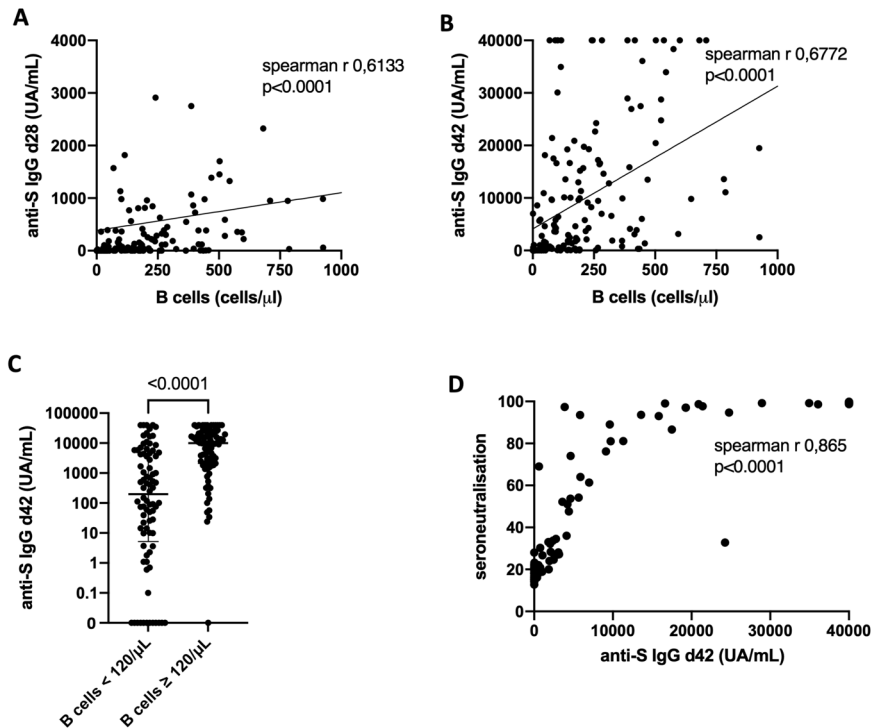 A
4000
3000
2000
1000
0
anti-S IgG d28 (UA/mL)
spearman r 0,6133
p<0.0001
0 250 500 750 1000
B cells (cells/µl)
B
40000
30000
20000
10000
0
anti-S IgG d42 (UA/mL)
spearman r 0,6772
p<0.0001
0 250 500 750 1000
B cells (cells/µl)
C
<0.0001
100000
10000
1000
100
10
1
0.1
0
anti-S IgG d42 (UA/mL)
B cells < 120/µL
B cells ≥ 120/µL
D
100
80
60
40
20
0
seroneutralisation
spearman r 0,865
p<0.0001
0 10000 20000 30000 40000
anti-S IgG d42 (UA/mL)